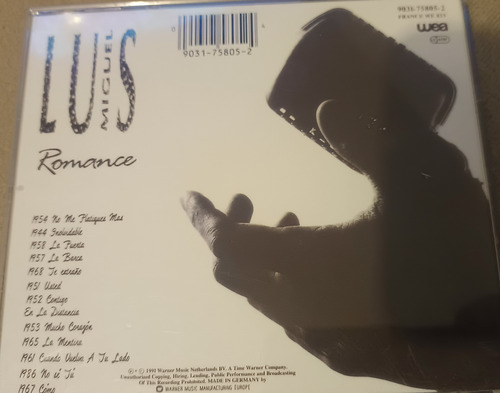 LUIS
MIGUEL
Romance
9031-75805-2
9031-75805-2
FRANCE: WE 833
wea
1954 No Me Platiques Mas
1944 Inolvidable
1958 La Puerta
1957 La Barca
1968 Te extraño
1951 Usted
1952 Contigo
En La Distancia
1953 Mucho Corazón
1965 La Mentira
1961 Cuando Vuelva A Tu Lado
1986 No sé Tú
1967 Cómo
℗ + © 1991 Warner Music Netherlands BV. A Time Warner Company.
Unauthorized Copying, Hiring, Lending, Public Performance and Broadcasting
Of This Recording Prohibited. MADE IN GERMANY by
WARNER MUSIC MANUFACTURING EUROPE